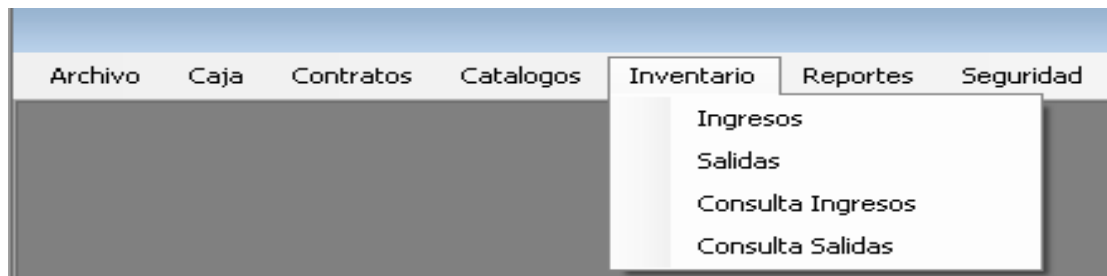 Archivo Caja Contratos Catalogos Inventario Reportes Seguridad
Ingresos
Salidas
Consulta Ingresos
Consulta Salidas